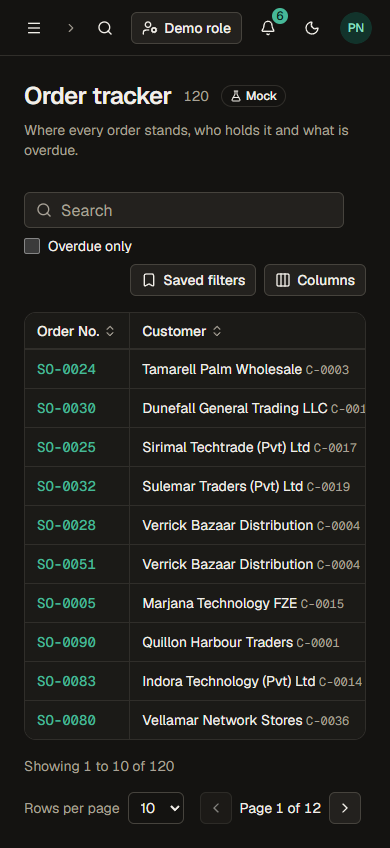 Demo role
6
PN
Order tracker 120 Mock
Where every order stands, who holds it and what is
overdue.
Search
Overdue only
Saved filters Columns
Order No. Customer
SO-0024 Tamarell Palm Wholesale C-0003
SO-0030 Dunefall General Trading LLC C-001
SO-0025 Sirimal Techtrade (Pvt) Ltd C-0017
SO-0032 Sulemar Traders (Pvt) Ltd C-0019
SO-0028 Verrick Bazaar Distribution C-0004
SO-0051 Verrick Bazaar Distribution C-0004
SO-0005 Marjana Technology FZE C-0015
SO-0090 Quillon Harbour Traders C-0001
SO-0083 Indora Technology (Pvt) Ltd C-0014
SO-0080 Vellamar Network Stores C-0036
Showing 1 to 10 of 120
Rows per page 10 Page 1 of 12